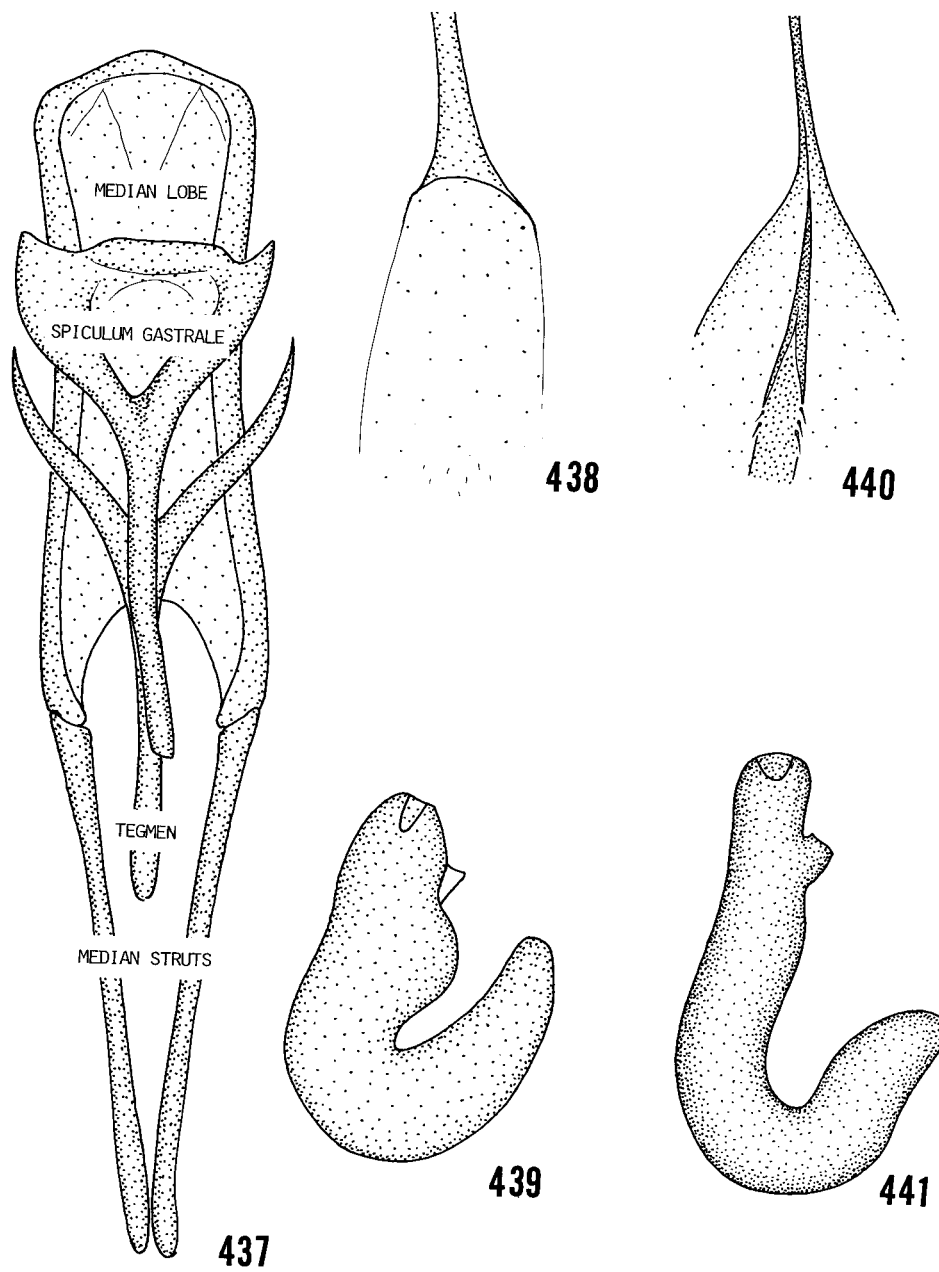 MEDIAN LOBE
SPICULUM GASTRALE
TEGMEN
MEDIAN STRUTS
437
438
439
440
441